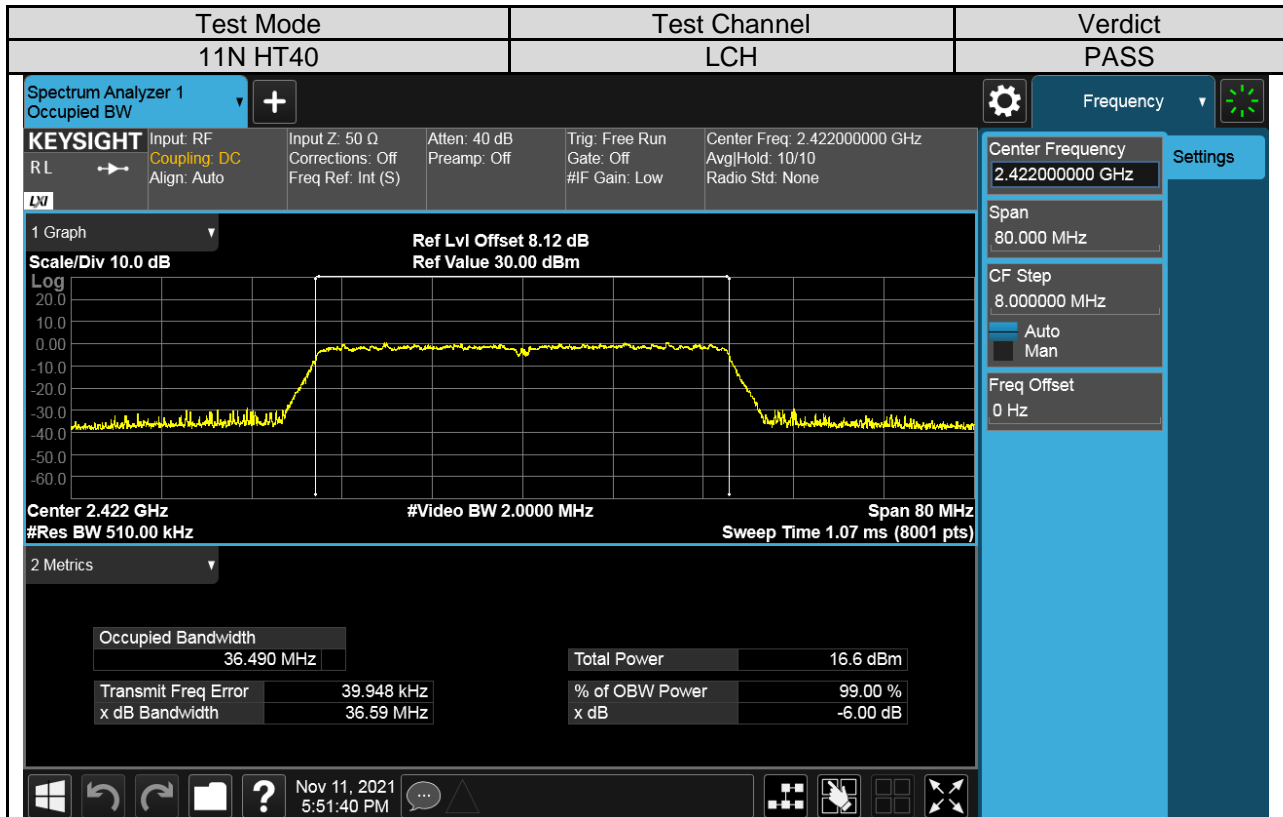 Test Mode Test Channel Verdict
11N HT40 LCH PASS
Spectrum Analyzer 1
Occupied BW
+
Frequency
KEYSIGHT
RL
LXI
Input: RF
Coupling: DC
Align: Auto
Input Z: 50 Ω
Corrections: Off
Freq Ref: Int (S)
Atten: 40 dB
Preamp: Off
Trig: Free Run
Gate: Off
#IF Gain: Low
Center Freq: 2.422000000 GHz
Avg|Hold: 10/10
Radio Std: None
Center Frequency
2.422000000 GHz
Settings
Span
80.000 MHz
CF Step
8.000000 MHz
Auto
Man
Freq Offset
0 Hz
1 Graph
Scale/Div 10.0 dB
Ref Lvl Offset 8.12 dB
Ref Value 30.00 dBm
Log
20.0
10.0
0.00
-10.0
-20.0
-30.0
-40.0
-50.0
-60.0
Center 2.422 GHz #Video BW 2.0000 MHz Span 80 MHz
#Res BW 510.00 kHz Sweep Time 1.07 ms (8001 pts)
2 Metrics
Occupied Bandwidth
36.490 MHz
Total Power 16.6 dBm
Transmit Freq Error 39.948 kHz % of OBW Power 99.00 %
x dB Bandwidth 36.59 MHz x dB -6.00 dB
?
Nov 11, 2021
5:51:40 PM